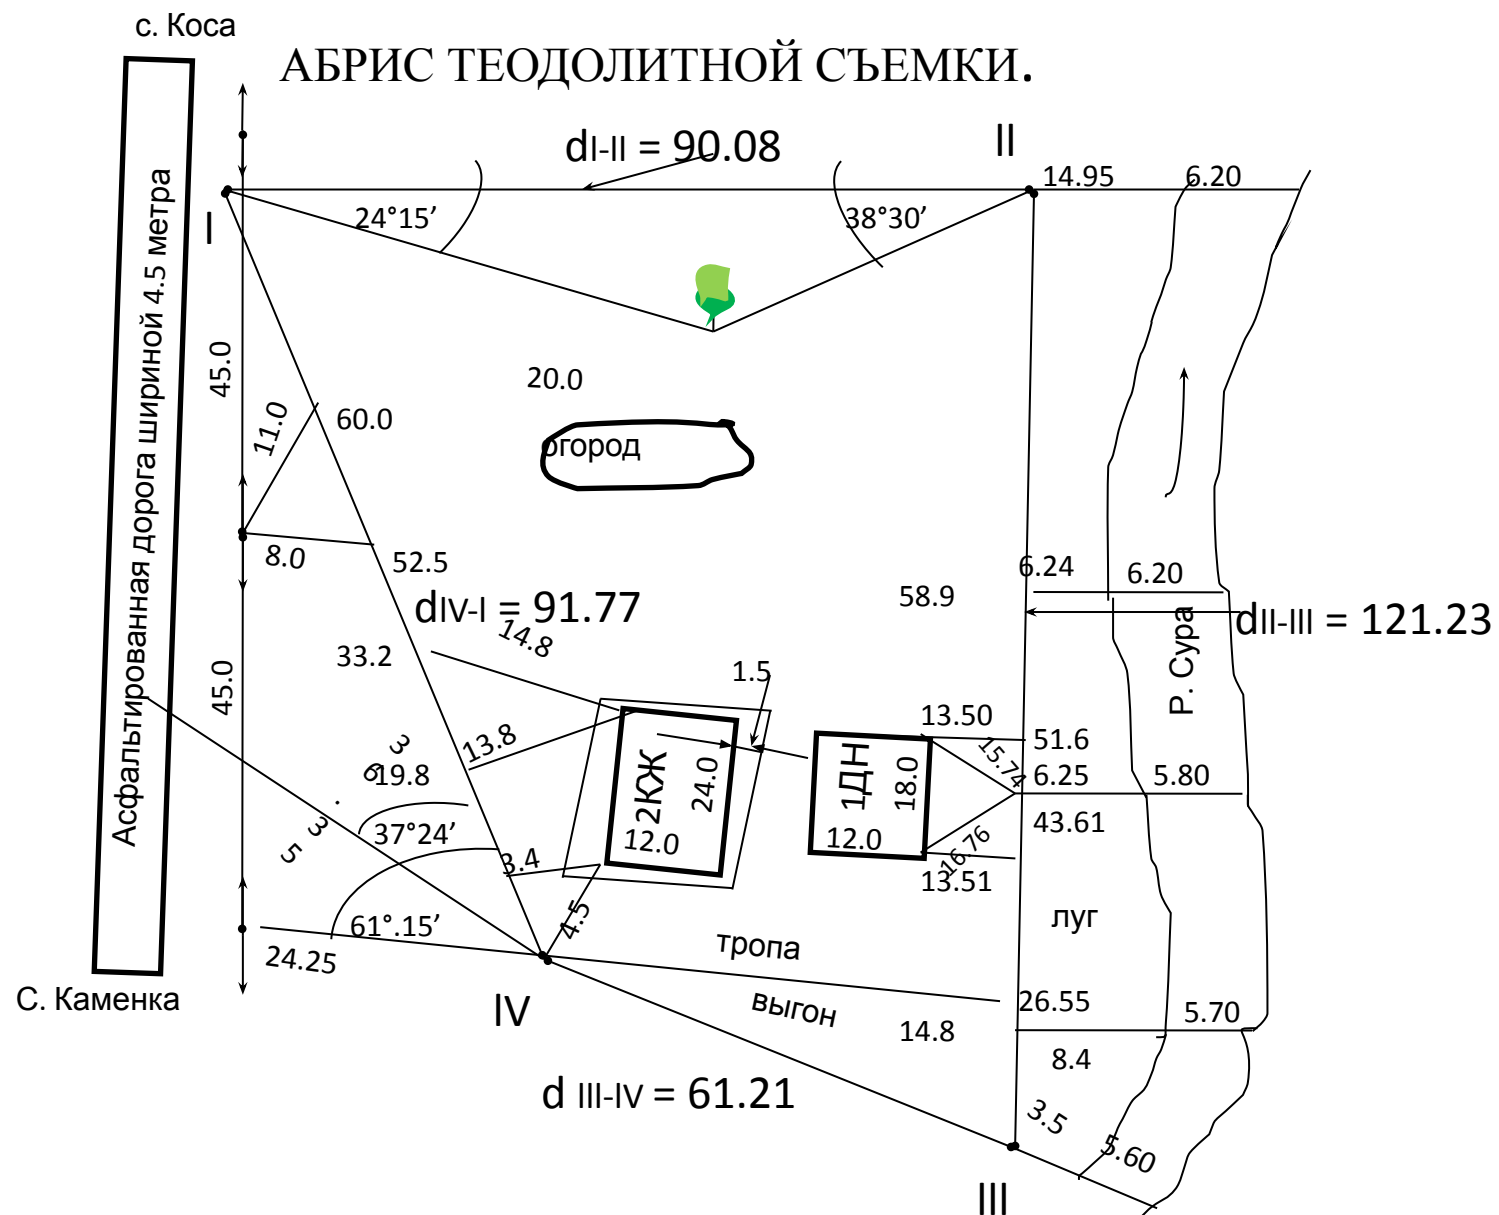 с. Коса
АБРИС ТЕОДОЛИТНОЙ СЪЕМКИ.
dI-II = 90.08
II
14.95
6.20
I
24°15’
38°30’
Асфальтированная дорога шириной 4.5 метра
45.0
20.0
11.0
60.0
огород
8.0
52.5
6.24
6.20
58.9
dIV-I = 91.77
dII-III = 121.23
14.8
Р. Сура
33.2
1.5
45.0
13.50
51.6
13.8
15.74
36.35
19.8
6.25
5.80
2КЖ
24.0
1ДН
18.0
37°24’
12.0
12.0
43.61
3.4
16.76
13.51
4.5
61°.15’
луг
24.25
тропа
С. Каменка
IV
выгон
26.55
14.8
5.70
8.4
d III-IV = 61.21
3.5
5.60
III